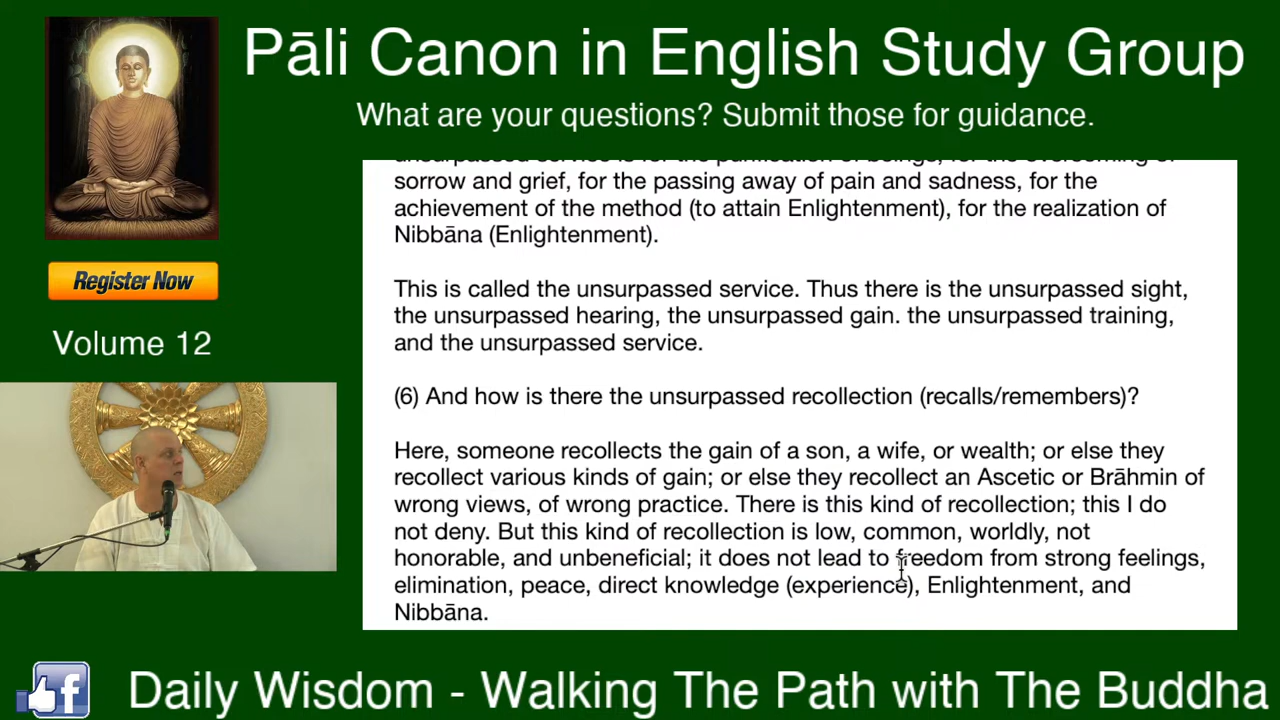 Pāli Canon in English Study Group
What are your questions? Submit those for guidance.
sorrow and grief, for the passing away of pain and sadness, for the
achievement of the method (to attain Enlightenment), for the realization of
Nibbāna (Enlightenment).
This is called the unsurpassed service. Thus there is the unsurpassed sight,
the unsurpassed hearing, the unsurpassed gain. the unsurpassed training,
and the unsurpassed service.
(6) And how is there the unsurpassed recollection (recalls/remembers)?
Here, someone recollects the gain of a son, a wife, or wealth; or else they
recollect various kinds of gain; or else they recollect an Ascetic or Brāhmin of
wrong views, of wrong practice. There is this kind of recollection; this I do
not deny. But this kind of recollection is low, common, worldly, not
honorable, and unbeneficial; it does not lead to freedom from strong feelings,
elimination, peace, direct knowledge (experience), Enlightenment, and
Nibbāna.
Register Now
Volume 12
f
Daily Wisdom - Walking The Path with The Buddha